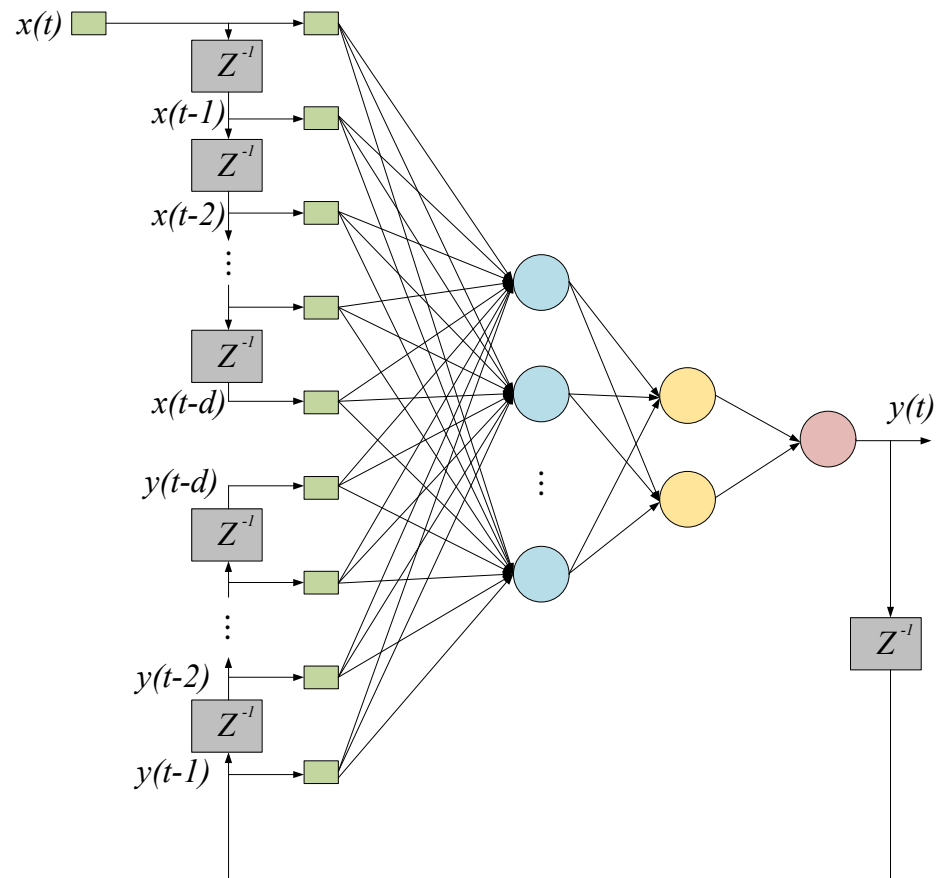 x(t)
Z⁻¹
x(t-1)
Z⁻¹
x(t-2)
⋮
Z⁻¹
x(t-d)
y(t-d)
Z⁻¹
⋮
y(t-2)
Z⁻¹
y(t-1)
⋮
y(t)
Z⁻¹